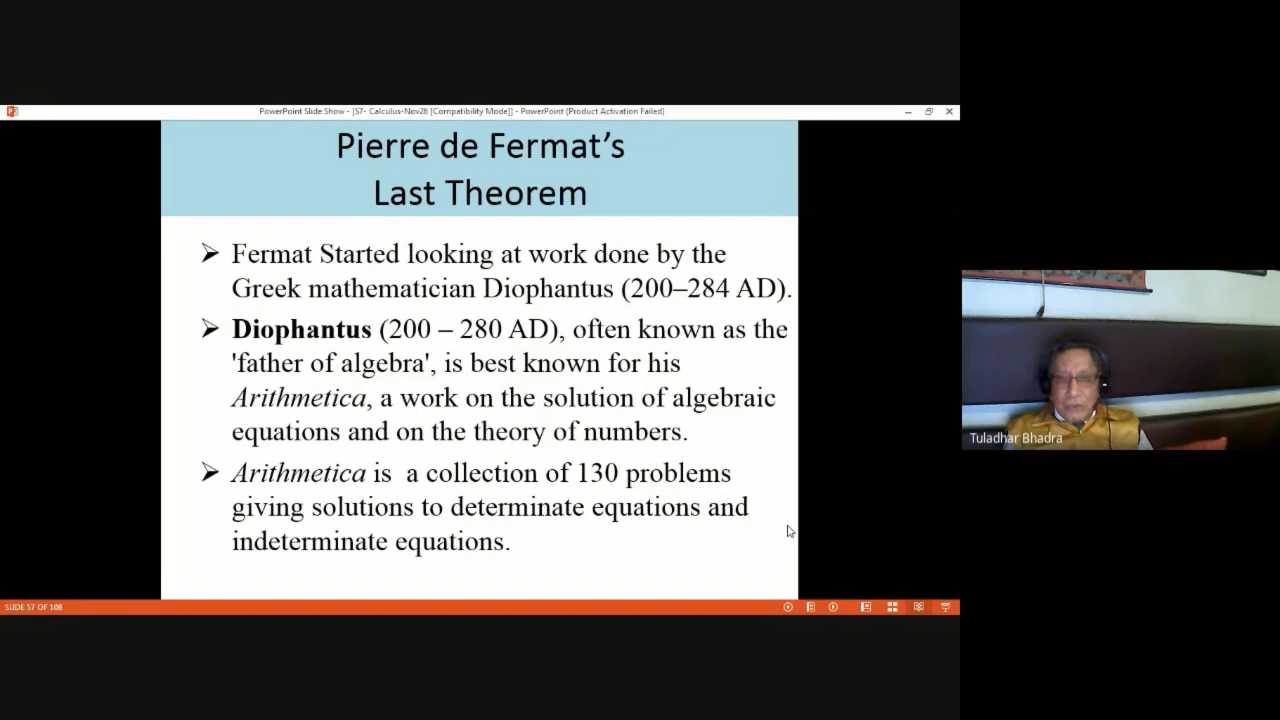 PowerPoint Slide Show - [57- Calculus-Nov26 [Compatibility Mode]] - PowerPoint (Product Activation Failed)
Pierre de Fermat’s
Last Theorem
➢ Fermat Started looking at work done by the
Greek mathematician Diophantus (200–284 AD).
➢ Diophantus (200 – 280 AD), often known as the
'father of algebra', is best known for his
Arithmetica, a work on the solution of algebraic
equations and on the theory of numbers.
➢ Arithmetica is a collection of 130 problems
giving solutions to determinate equations and
indeterminate equations.
Tuladhar Bhadra
SLIDE 57 OF 108